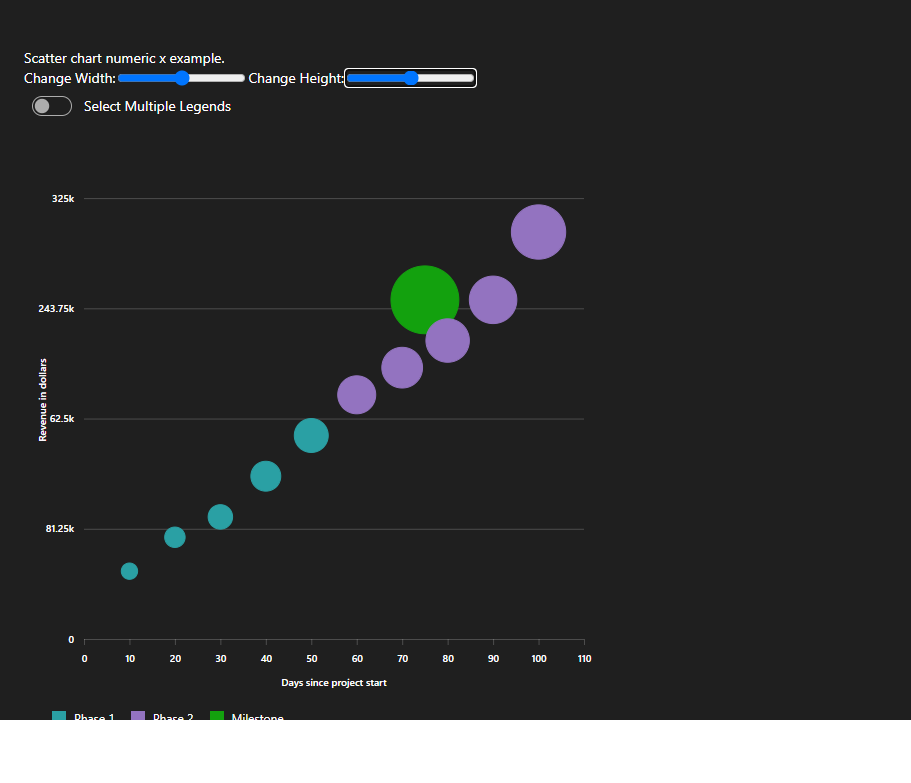 Scatter chart numeric x example.
Change Width: Change Height:
Select Multiple Legends
325k
243.75k
62.5k
81.25k
0
Revenue in dollars
0 10 20 30 40 50 60 70 80 90 100 110
Days since project start
Phase 1 Phase 2 Milestone